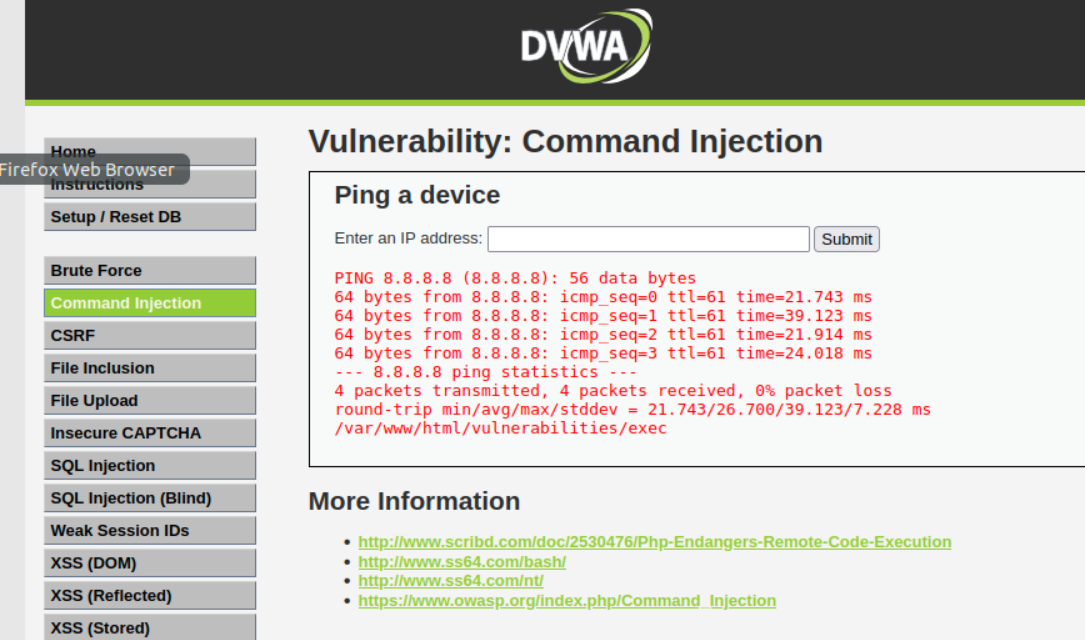 DVWA
Home
Firefox Web Browser
Instructions
Setup / Reset DB
Brute Force
Command Injection
CSRF
File Inclusion
File Upload
Insecure CAPTCHA
SQL Injection
SQL Injection (Blind)
Weak Session IDs
XSS (DOM)
XSS (Reflected)
XSS (Stored)
Vulnerability: Command Injection
Ping a device
Enter an IP address: Submit
PING 8.8.8.8 (8.8.8.8): 56 data bytes
64 bytes from 8.8.8.8: icmp_seq=0 ttl=61 time=21.743 ms
64 bytes from 8.8.8.8: icmp_seq=1 ttl=61 time=39.123 ms
64 bytes from 8.8.8.8: icmp_seq=2 ttl=61 time=21.914 ms
64 bytes from 8.8.8.8: icmp_seq=3 ttl=61 time=24.018 ms
--- 8.8.8.8 ping statistics ---
4 packets transmitted, 4 packets received, 0% packet loss
round-trip min/avg/max/stddev = 21.743/26.700/39.123/7.228 ms
/var/www/html/vulnerabilities/exec
More Information
• http://www.scribd.com/doc/2530476/Php-Endangers-Remote-Code-Execution
• http://www.ss64.com/bash/
• http://www.ss64.com/nt/
• https://www.owasp.org/index.php/Command_Injection